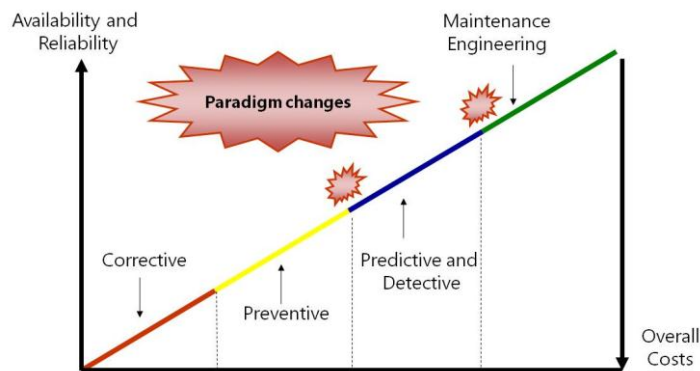 Availability and
Reliability
Maintenance
Engineering
Paradigm changes
Corrective
Preventive
Predictive and
Detective
Overall
Costs